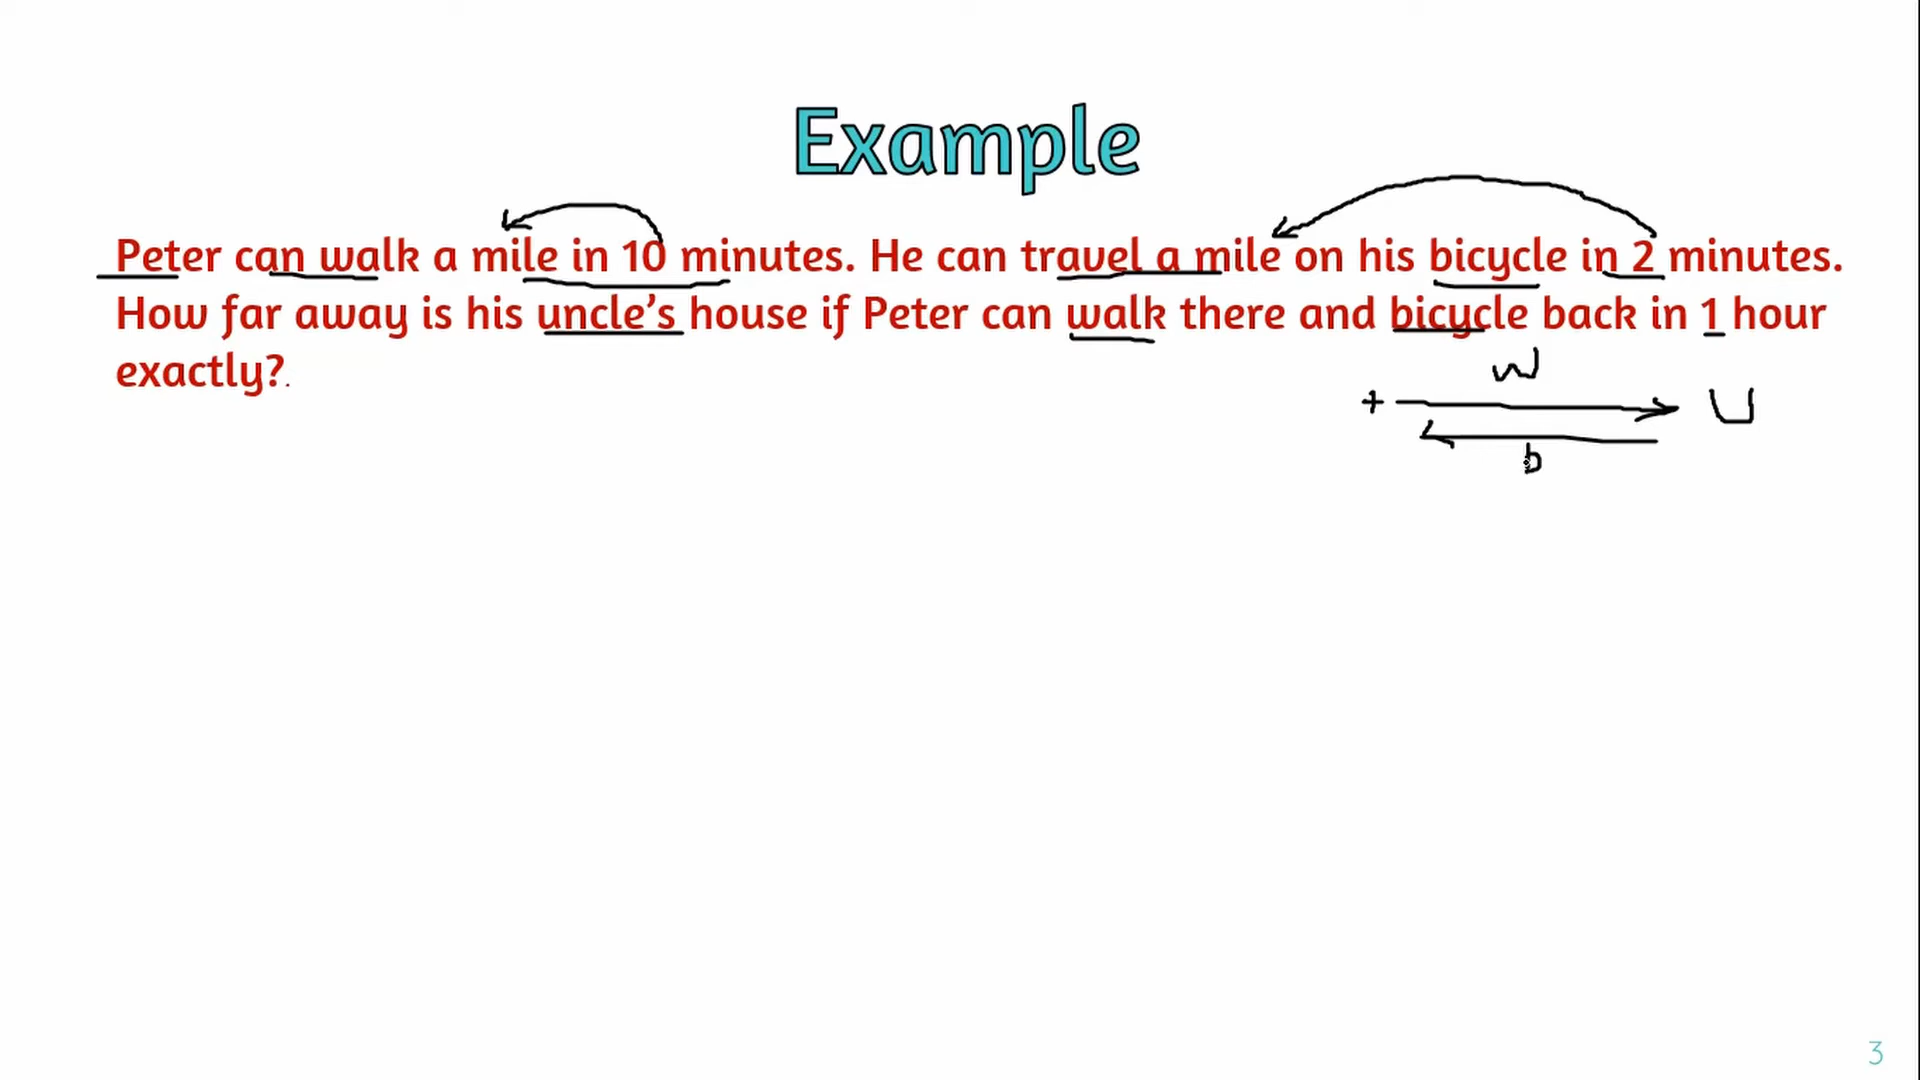 Example
Peter can walk a mile in 10 minutes. He can travel a mile on his bicycle in 2 minutes.
How far away is his uncle's house if Peter can walk there and bicycle back in 1 hour
exactly?.
W
+ U
b
3